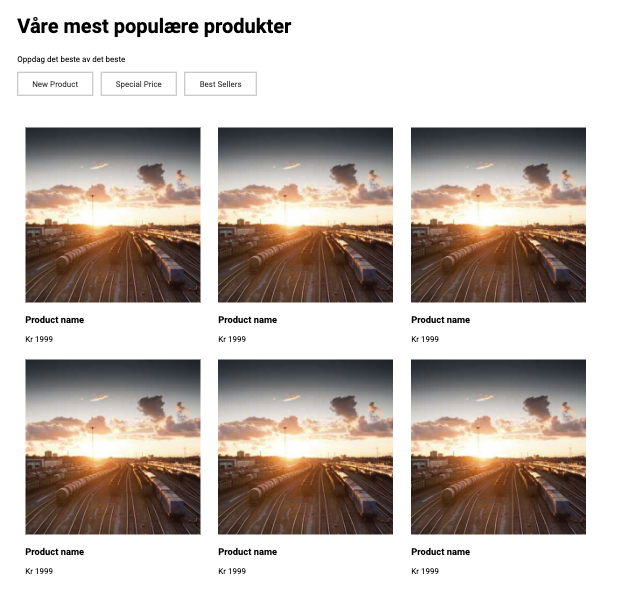 Våre mest populære produkter
Oppdag det beste av det beste
New Product Special Price Best Sellers
Product name Product name Product name
Kr 1999 Kr 1999 Kr 1999
Product name Product name Product name
Kr 1999 Kr 1999 Kr 1999